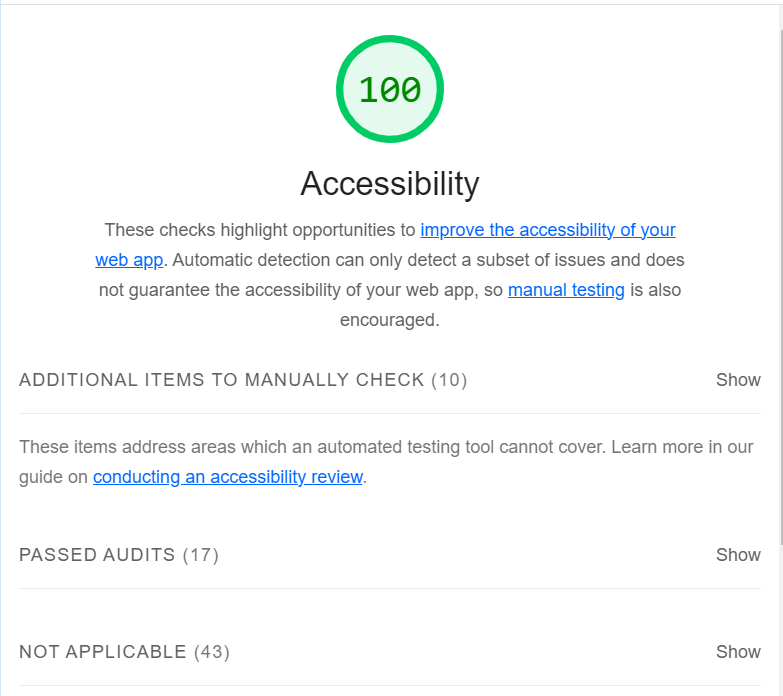 100
Accessibility
These checks highlight opportunities to improve the accessibility of your
web app. Automatic detection can only detect a subset of issues and does
not guarantee the accessibility of your web app, so manual testing is also
encouraged.
ADDITIONAL ITEMS TO MANUALLY CHECK (10) Show
These items address areas which an automated testing tool cannot cover. Learn more in our
guide on conducting an accessibility review.
PASSED AUDITS (17) Show
NOT APPLICABLE (43) Show